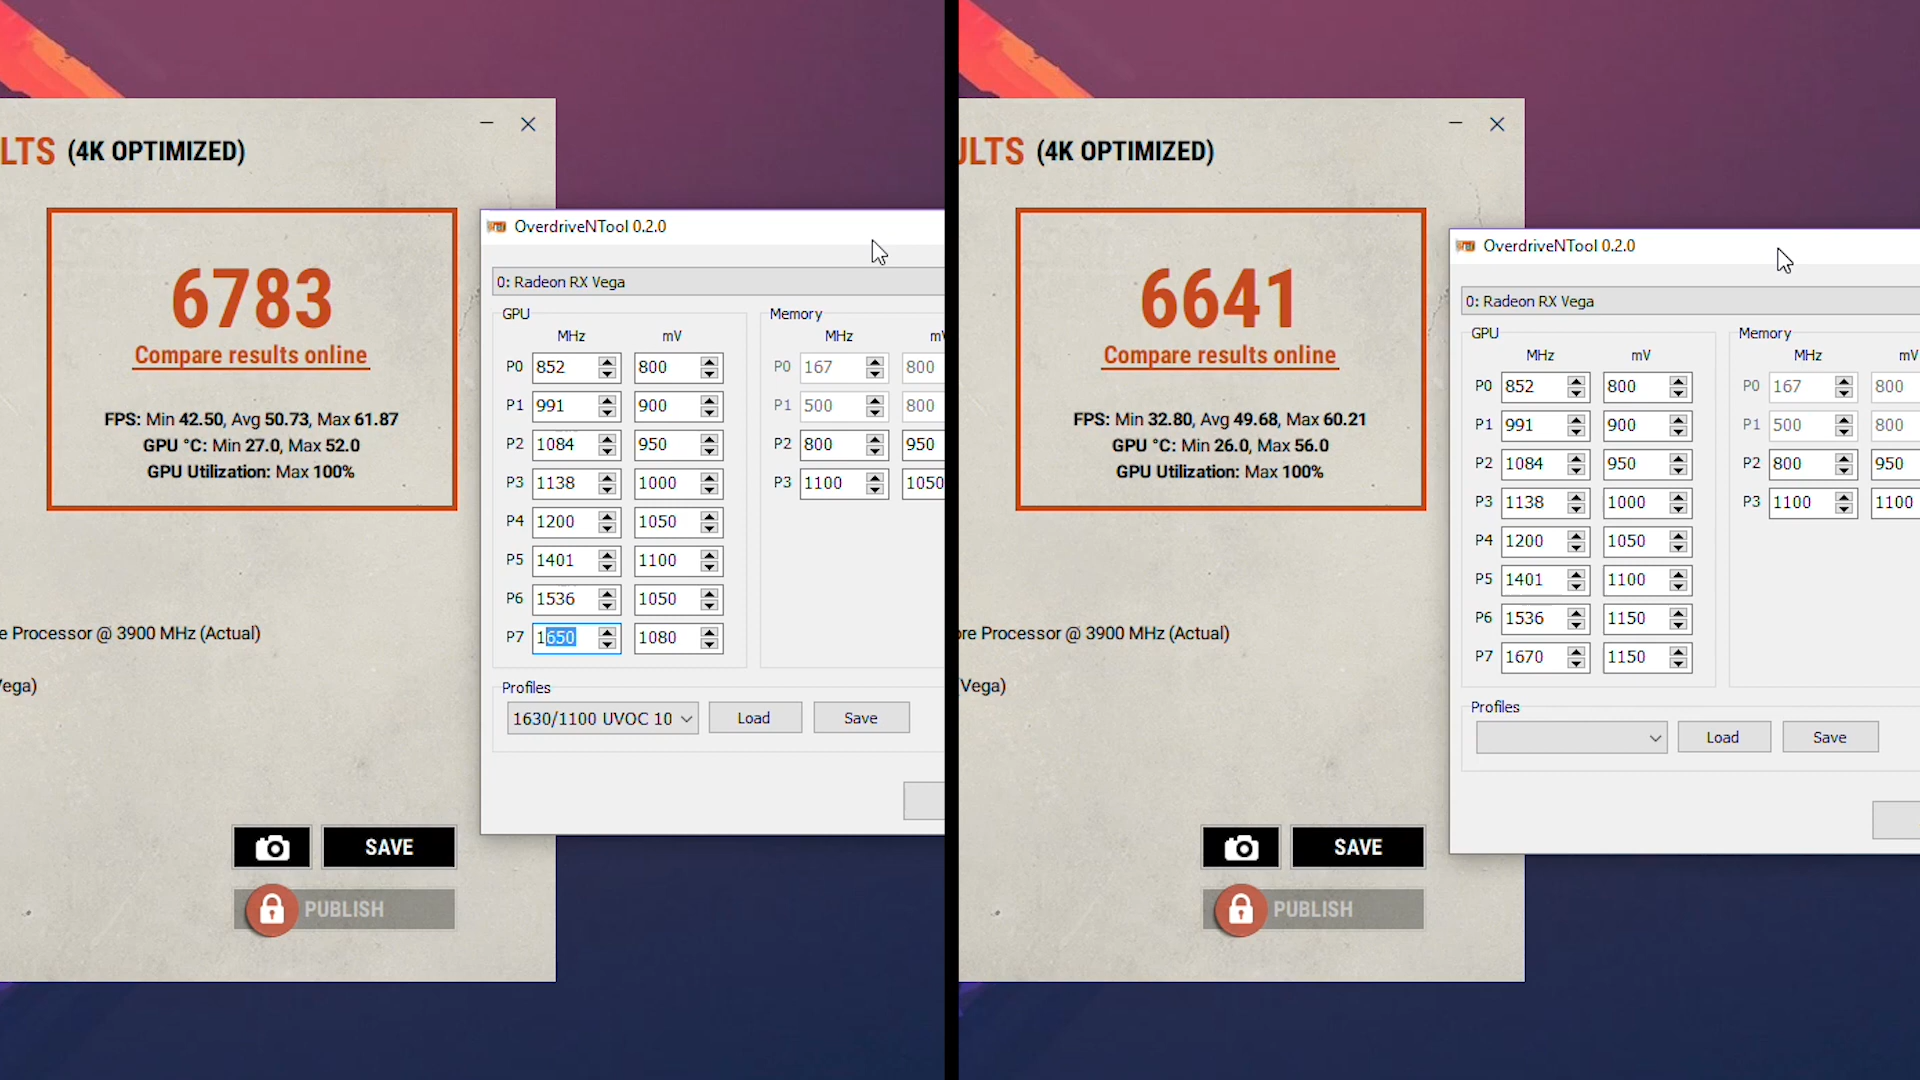 LTS (4K OPTIMIZED)
6783
Compare results online
FPS: Min 42.50, Avg 50.73, Max 61.87
GPU °C: Min 27.0, Max 52.0
GPU Utilization: Max 100%
e Processor @ 3900 MHz (Actual)
ega)
SAVE
PUBLISH
OverdriveNTool 0.2.0
0: Radeon RX Vega
GPU
MHz mV
P0 852 800
P1 991 900
P2 1084 950
P3 1138 1000
P4 1200 1050
P5 1401 1100
P6 1536 1050
P7 1650 1080
Memory
MHz mV
P0 167 800
P1 500 800
P2 800 950
P3 1100 1050
Profiles
1630/1100 UVOC 10 Load Save
ULTS (4K OPTIMIZED)
6641
Compare results online
FPS: Min 32.80, Avg 49.68, Max 60.21
GPU °C: Min 26.0, Max 56.0
GPU Utilization: Max 100%
ore Processor @ 3900 MHz (Actual)
(Vega)
SAVE
PUBLISH
OverdriveNTool 0.2.0
0: Radeon RX Vega
GPU
MHz mV
P0 852 800
P1 991 900
P2 1084 950
P3 1138 1000
P4 1200 1050
P5 1401 1100
P6 1536 1150
P7 1670 1150
Memory
MHz mV
P0 167 800
P1 500 800
P2 800 950
P3 1100 1100
Profiles
Load Save